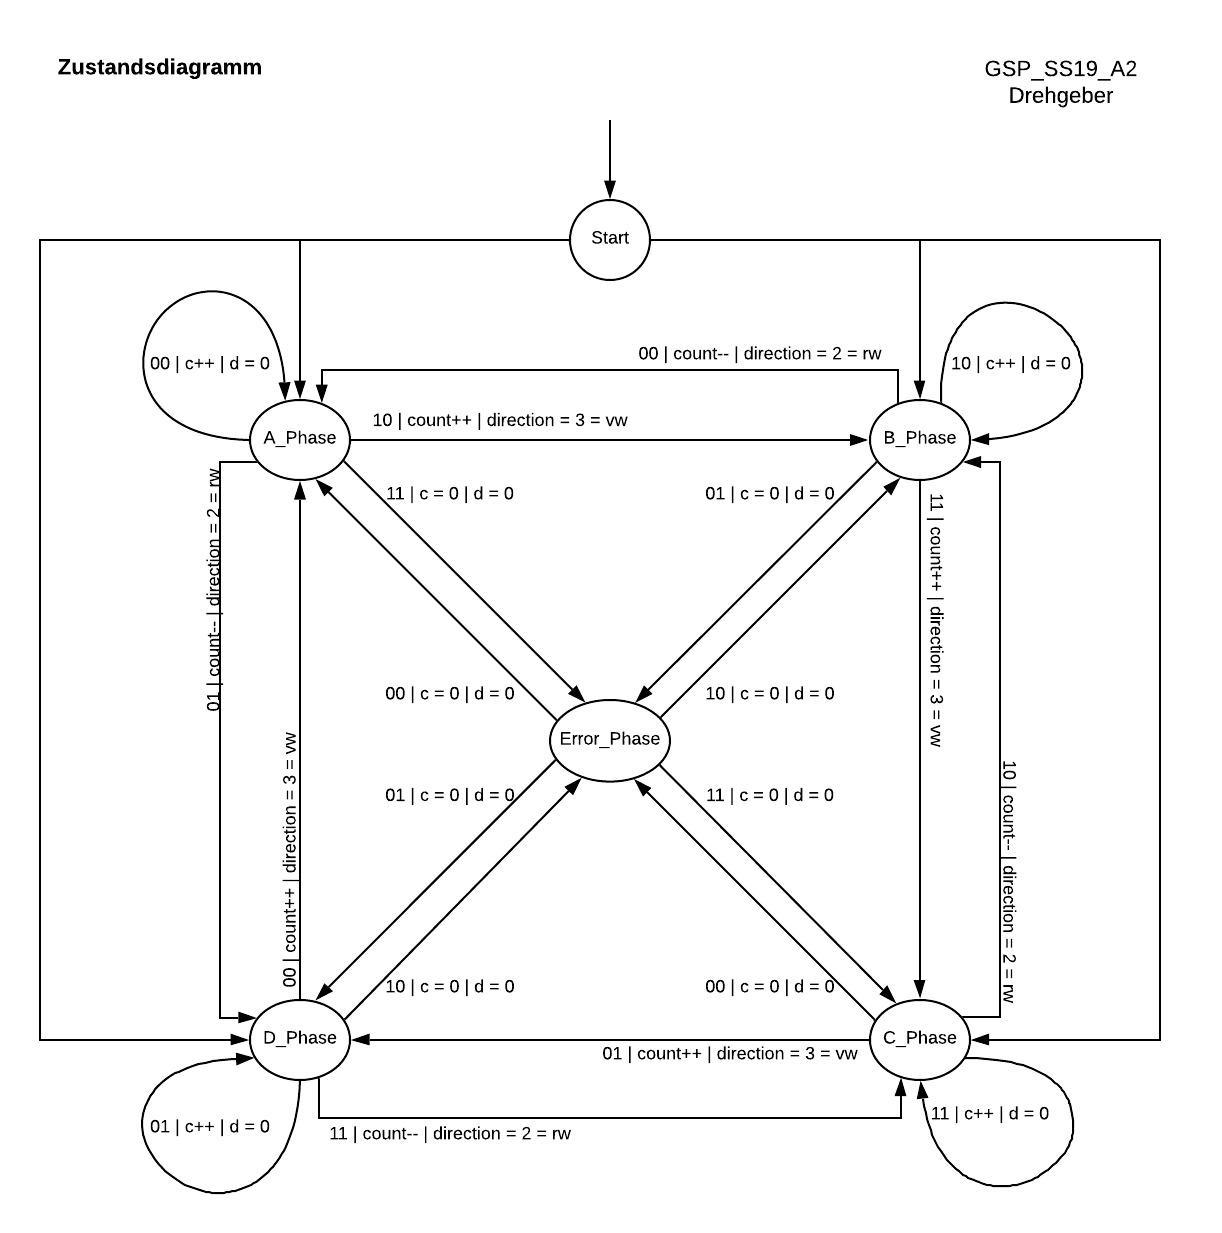 Zustandsdiagramm
GSP_SS19_A2
Drehgeber
Start
00 | count-- | direction = 2 = rw
00 | c++ | d = 0
10 | c++ | d = 0
10 | count++ | direction = 3 = vw
A_Phase
B_Phase
11 | c = 0 | d = 0
01 | c = 0 | d = 0
01 | count-- | direction = 2 = rw
11 | count++ | direction = 3 = vw
00 | c = 0 | d = 0
10 | c = 0 | d = 0
Error_Phase
00 | count++ | direction = 3 = vw
10 | count-- | direction = 2 = rw
01 | c = 0 | d = 0
11 | c = 0 | d = 0
10 | c = 0 | d = 0
00 | c = 0 | d = 0
D_Phase
C_Phase
01 | count++ | direction = 3 = vw
01 | c++ | d = 0
11 | c++ | d = 0
11 | count-- | direction = 2 = rw